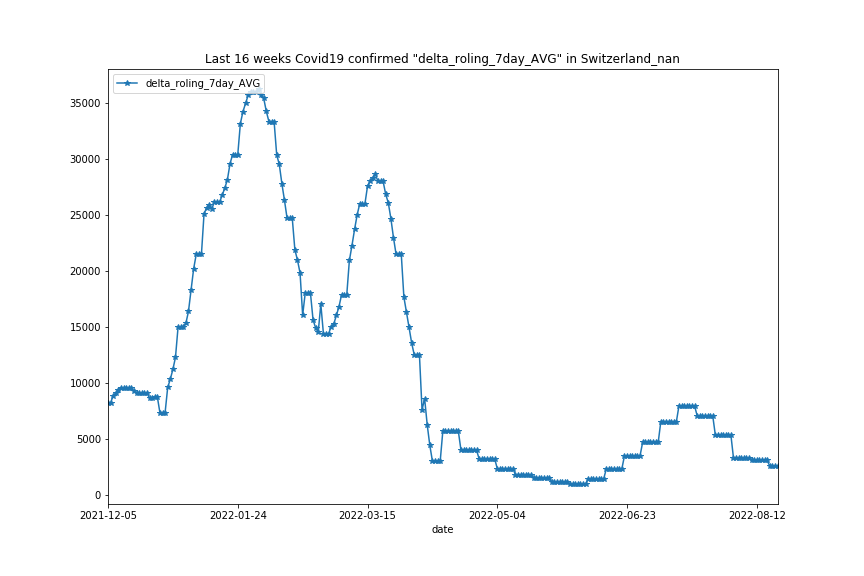 Last 16 weeks Covid19 confirmed "delta_roling_7day_AVG" in Switzerland_nan
delta_roling_7day_AVG
35000
30000
25000
20000
15000
10000
5000
0
2021-12-05 2022-01-24 2022-03-15 2022-05-04 2022-06-23 2022-08-12
date